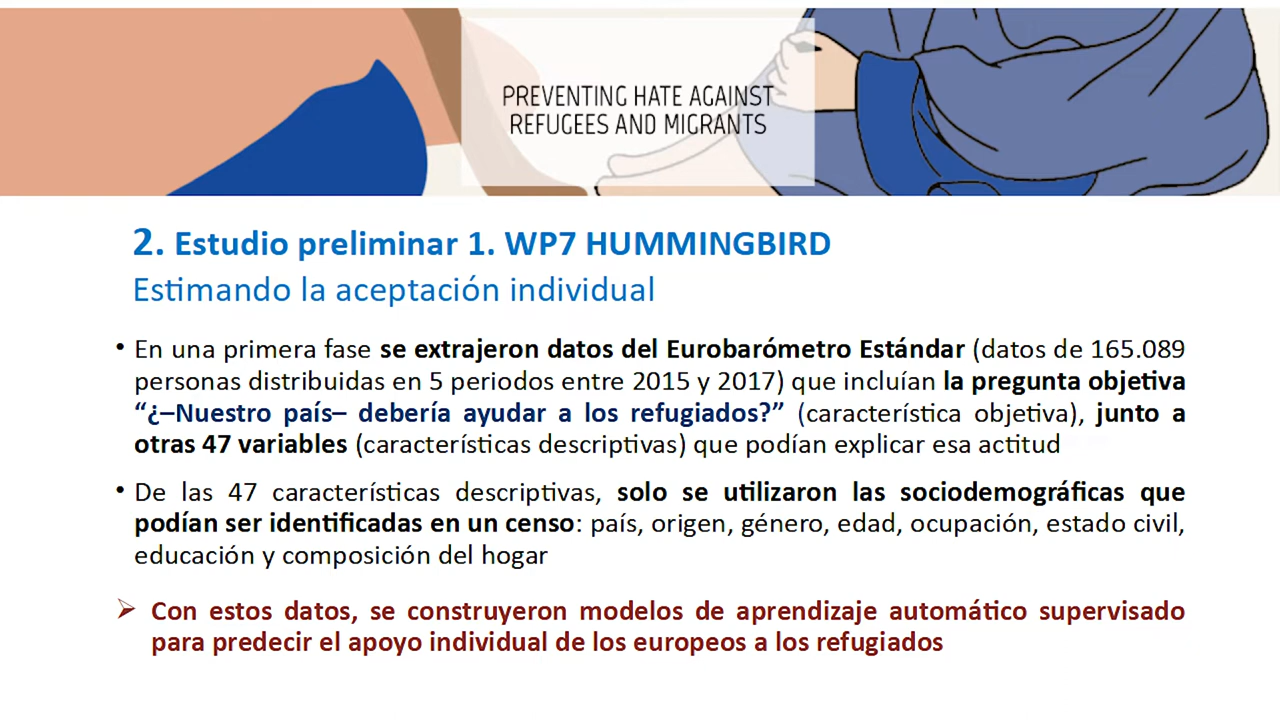 PREVENTING HATE AGAINST
REFUGEES AND MIGRANTS
2. Estudio preliminar 1. WP7 HUMMINGBIRD
Estimando la aceptación individual
• En una primera fase se extrajeron datos del Eurobarómetro Estándar (datos de 165.089
personas distribuidas en 5 periodos entre 2015 y 2017) que incluían la pregunta objetiva
“¿–Nuestro país– debería ayudar a los refugiados?” (característica objetiva), junto a
otras 47 variables (características descriptivas) que podían explicar esa actitud
• De las 47 características descriptivas, solo se utilizaron las sociodemográficas que
podían ser identificadas en un censo: país, origen, género, edad, ocupación, estado civil,
educación y composición del hogar
➢ Con estos datos, se construyeron modelos de aprendizaje automático supervisado
para predecir el apoyo individual de los europeos a los refugiados